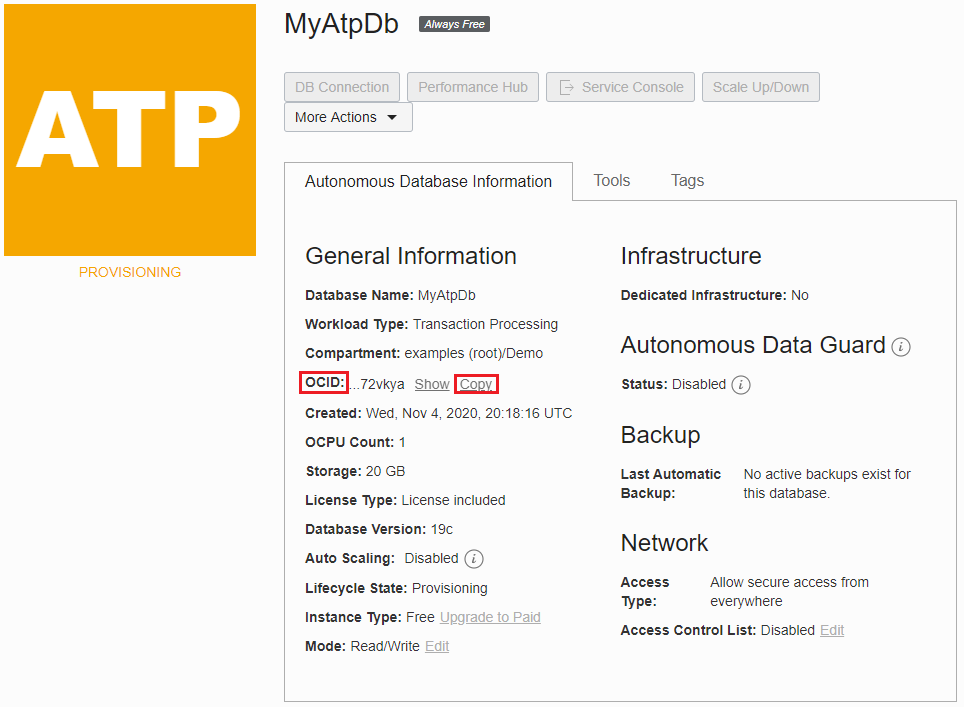 ATP
PROVISIONING
MyAtpDb Always Free
DB Connection Performance Hub Service Console Scale Up/Down
More Actions
Autonomous Database Information Tools Tags
General Information
Database Name: MyAtpDb
Workload Type: Transaction Processing
Compartment: examples (root)/Demo
OCID: ...72vkya Show Copy
Created: Wed, Nov 4, 2020, 20:18:16 UTC
OCPU Count: 1
Storage: 20 GB
License Type: License included
Database Version: 19c
Auto Scaling: Disabled i
Lifecycle State: Provisioning
Instance Type: Free Upgrade to Paid
Mode: Read/Write Edit
Infrastructure
Dedicated Infrastructure: No
Autonomous Data Guard i
Status: Disabled i
Backup
Last Automatic Backup: No active backups exist for
this database.
Network
Access Type: Allow secure access from
everywhere
Access Control List: Disabled Edit